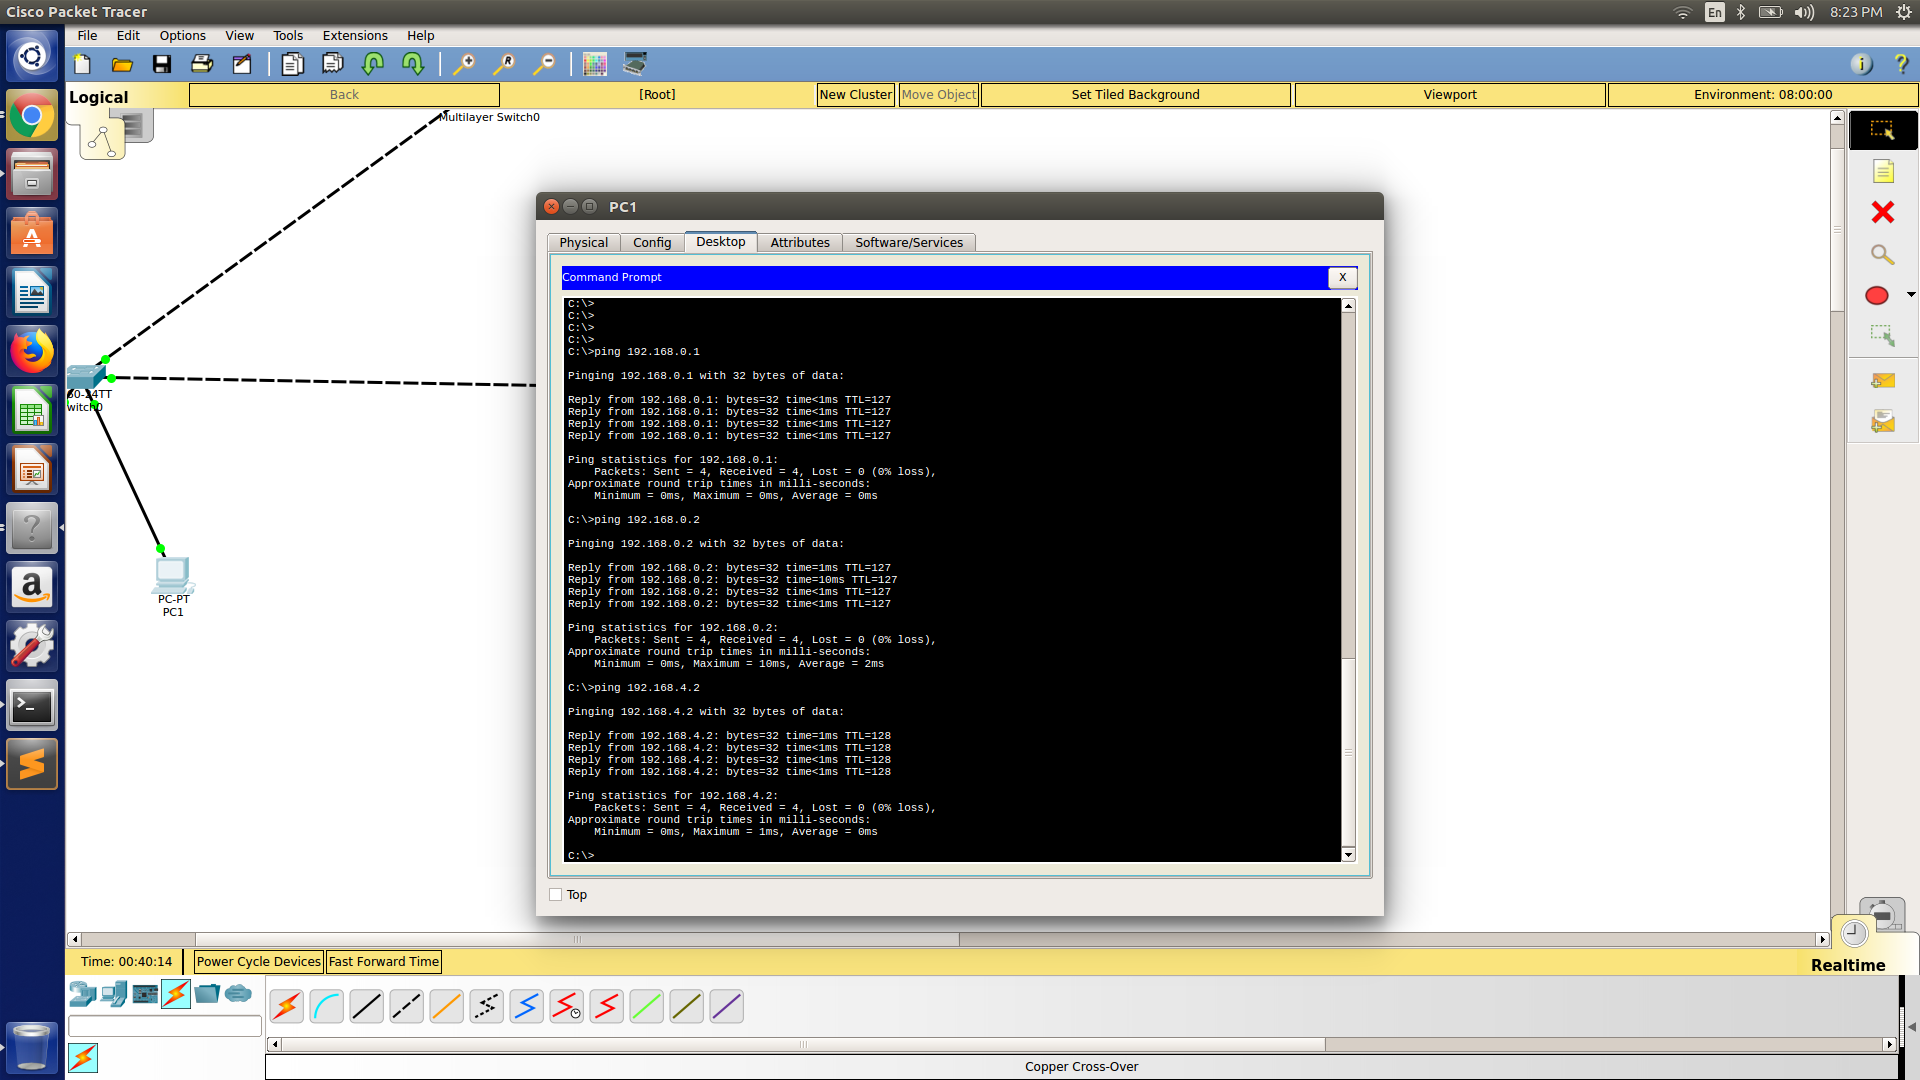 Cisco Packet Tracer
En
8:23 PM
File Edit Options View Tools Extensions Help
Logical
Back
[Root]
New Cluster
Move Object
Set Tiled Background
Viewport
Environment: 08:00:00
Multilayer Switch0
60-24TT
witch0
PC-PT
PC1
PC1
Physical Config Desktop Attributes Software/Services
Command Prompt
X
C:\>
C:\>
C:\>
C:\>
C:\>ping 192.168.0.1
Pinging 192.168.0.1 with 32 bytes of data:
Reply from 192.168.0.1: bytes=32 time<1ms TTL=127
Reply from 192.168.0.1: bytes=32 time<1ms TTL=127
Reply from 192.168.0.1: bytes=32 time<1ms TTL=127
Reply from 192.168.0.1: bytes=32 time<1ms TTL=127
Ping statistics for 192.168.0.1:
Packets: Sent = 4, Received = 4, Lost = 0 (0% loss),
Approximate round trip times in milli-seconds:
Minimum = 0ms, Maximum = 0ms, Average = 0ms
C:\>ping 192.168.0.2
Pinging 192.168.0.2 with 32 bytes of data:
Reply from 192.168.0.2: bytes=32 time=1ms TTL=127
Reply from 192.168.0.2: bytes=32 time=10ms TTL=127
Reply from 192.168.0.2: bytes=32 time<1ms TTL=127
Reply from 192.168.0.2: bytes=32 time<1ms TTL=127
Ping statistics for 192.168.0.2:
Packets: Sent = 4, Received = 4, Lost = 0 (0% loss),
Approximate round trip times in milli-seconds:
Minimum = 0ms, Maximum = 10ms, Average = 2ms
C:\>ping 192.168.4.2
Pinging 192.168.4.2 with 32 bytes of data:
Reply from 192.168.4.2: bytes=32 time=1ms TTL=128
Reply from 192.168.4.2: bytes=32 time<1ms TTL=128
Reply from 192.168.4.2: bytes=32 time<1ms TTL=128
Reply from 192.168.4.2: bytes=32 time<1ms TTL=128
Ping statistics for 192.168.4.2:
Packets: Sent = 4, Received = 4, Lost = 0 (0% loss),
Approximate round trip times in milli-seconds:
Minimum = 0ms, Maximum = 1ms, Average = 0ms
C:\>
Top
Time: 00:40:14
Power Cycle Devices
Fast Forward Time
Realtime
Copper Cross-Over